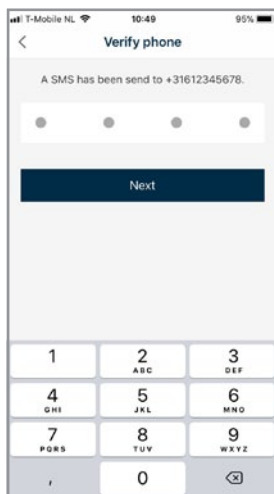 T-Mobile NL 10:49 95%
Verify phone
A SMS has been send to +31612345678.
Next
1 2 3
ABC DEF
4 5 6
GHI JKL MNO
7 8 9
PQRS TUV WXYZ
, 0